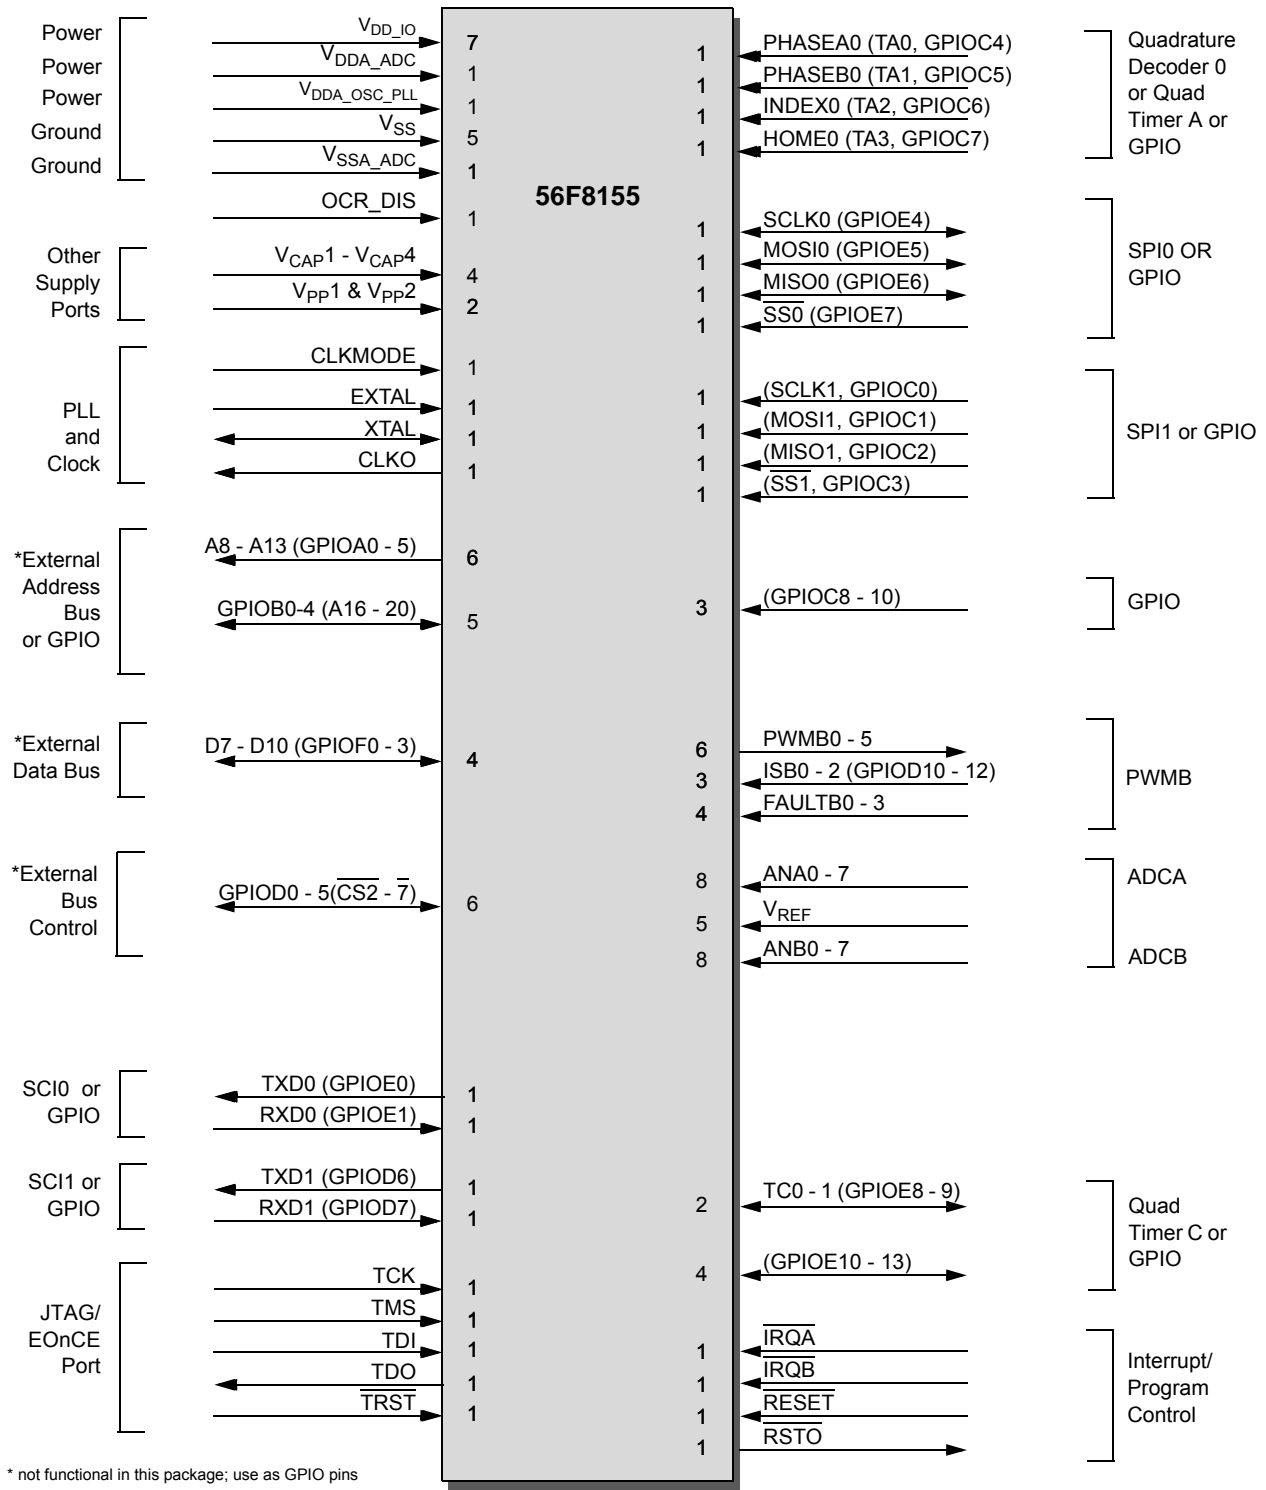 Power
Power
Power
Ground
Ground
V_DD_IO
7
V_DDA_ADC
1
V_DDA_OSC_PLL
1
V_SS
5
V_SSA_ADC
1
OCR_DIS
1
Other
Supply
Ports
V_CAP1 - V_CAP4
4
V_PP1 & V_PP2
2
PLL
and
Clock
CLKMODE
1
EXTAL
1
XTAL
1
CLKO
1
*External
Address
Bus
or GPIO
A8 - A13 (GPIOA0 - 5)
6
GPIOB0-4 (A16 - 20)
5
*External
Data Bus
D7 - D10 (GPIOF0 - 3)
4
*External
Bus
Control
GPIOD0 - 5(CS2 - 7)
6
SCI0 or
GPIO
TXD0 (GPIOE0)
1
RXD0 (GPIOE1)
1
SCI1 or
GPIO
TXD1 (GPIOD6)
1
RXD1 (GPIOD7)
1
JTAG/
EOnCE
Port
TCK
1
TMS
1
TDI
1
TDO
1
TRST
1
56F8155
1
PHASEA0 (TA0, GPIOC4)
1
PHASEB0 (TA1, GPIOC5)
1
INDEX0 (TA2, GPIOC6)
1
HOME0 (TA3, GPIOC7)
Quadrature
Decoder 0
or Quad
Timer A or
GPIO
1
SCLK0 (GPIOE4)
1
MOSI0 (GPIOE5)
1
MISO0 (GPIOE6)
1
SS0 (GPIOE7)
SPI0 OR
GPIO
1
(SCLK1, GPIOC0)
1
(MOSI1, GPIOC1)
1
(MISO1, GPIOC2)
1
(SS1, GPIOC3)
SPI1 or GPIO
3
(GPIOC8 - 10)
GPIO
6
PWMB0 - 5
3
ISB0 - 2 (GPIOD10 - 12)
4
FAULTB0 - 3
PWMB
8
ANA0 - 7
5
V_REF
8
ANB0 - 7
ADCA
ADCB
2
TC0 - 1 (GPIOE8 - 9)
4
(GPIOE10 - 13)
Quad
Timer C or
GPIO
1
IRQA
1
IRQB
1
RESET
1
RSTO
Interrupt/
Program
Control
* not functional in this package; use as GPIO pins